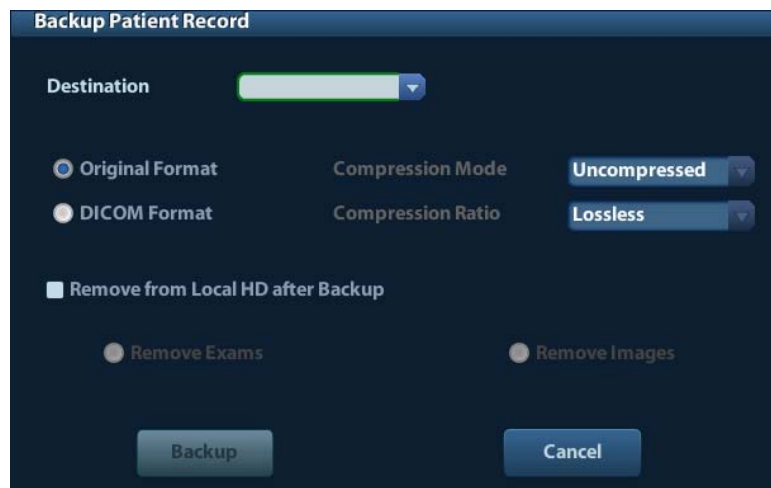 Backup Patient Record
Destination
Original Format Compression Mode Uncompressed
DICOM Format Compression Ratio Lossless
Remove from Local HD after Backup
Remove Exams Remove Images
Backup Cancel